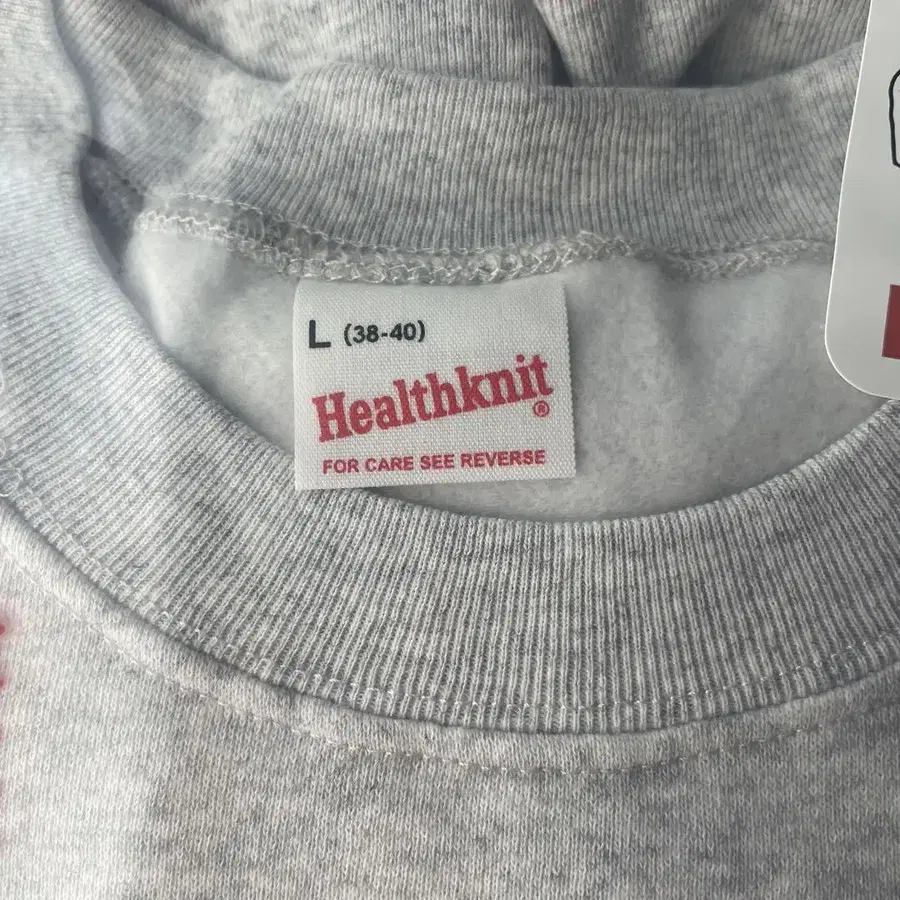 L (38-40)
Healthknit®
FOR CARE SEE REVERSE